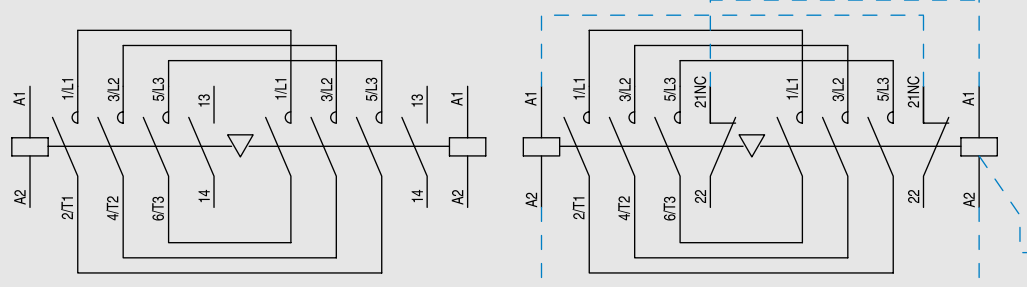 A1
1/L1
3/L2
5/L3
13
1/L1
3/L2
5/L3
13
A1
A2
2/T1
4/T2
6/T3
14
14
A2
A1
1/L1
3/L2
5/L3
21NC
1/L1
3/L2
5/L3
21NC
A1
A2
2/T1
4/T2
6/T3
22
22
A2